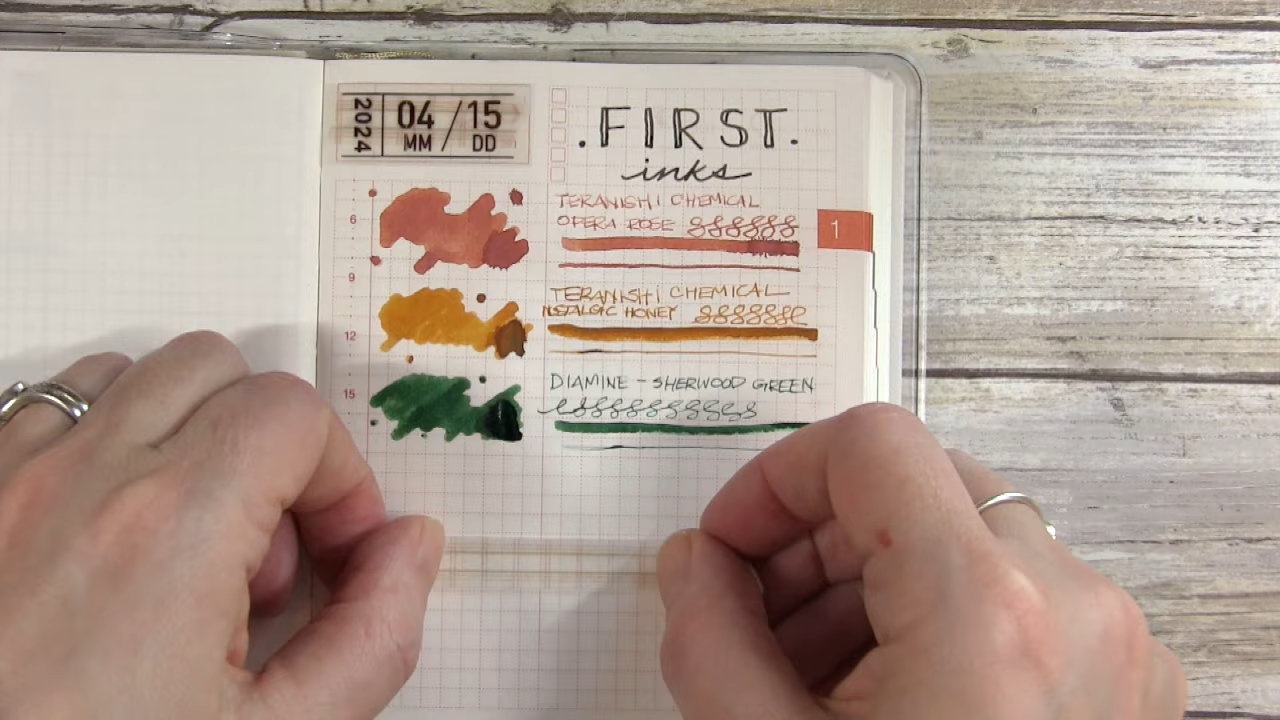 2024 04 / 15
MM DD
.FIRST.
inks
TERANISHI CHEMICAL
OPERA ROSE
1
6
9
TERANISHI CHEMICAL
NSTALGIC HONEY
12
DIAMINE - SHERWOOD GREEN
15